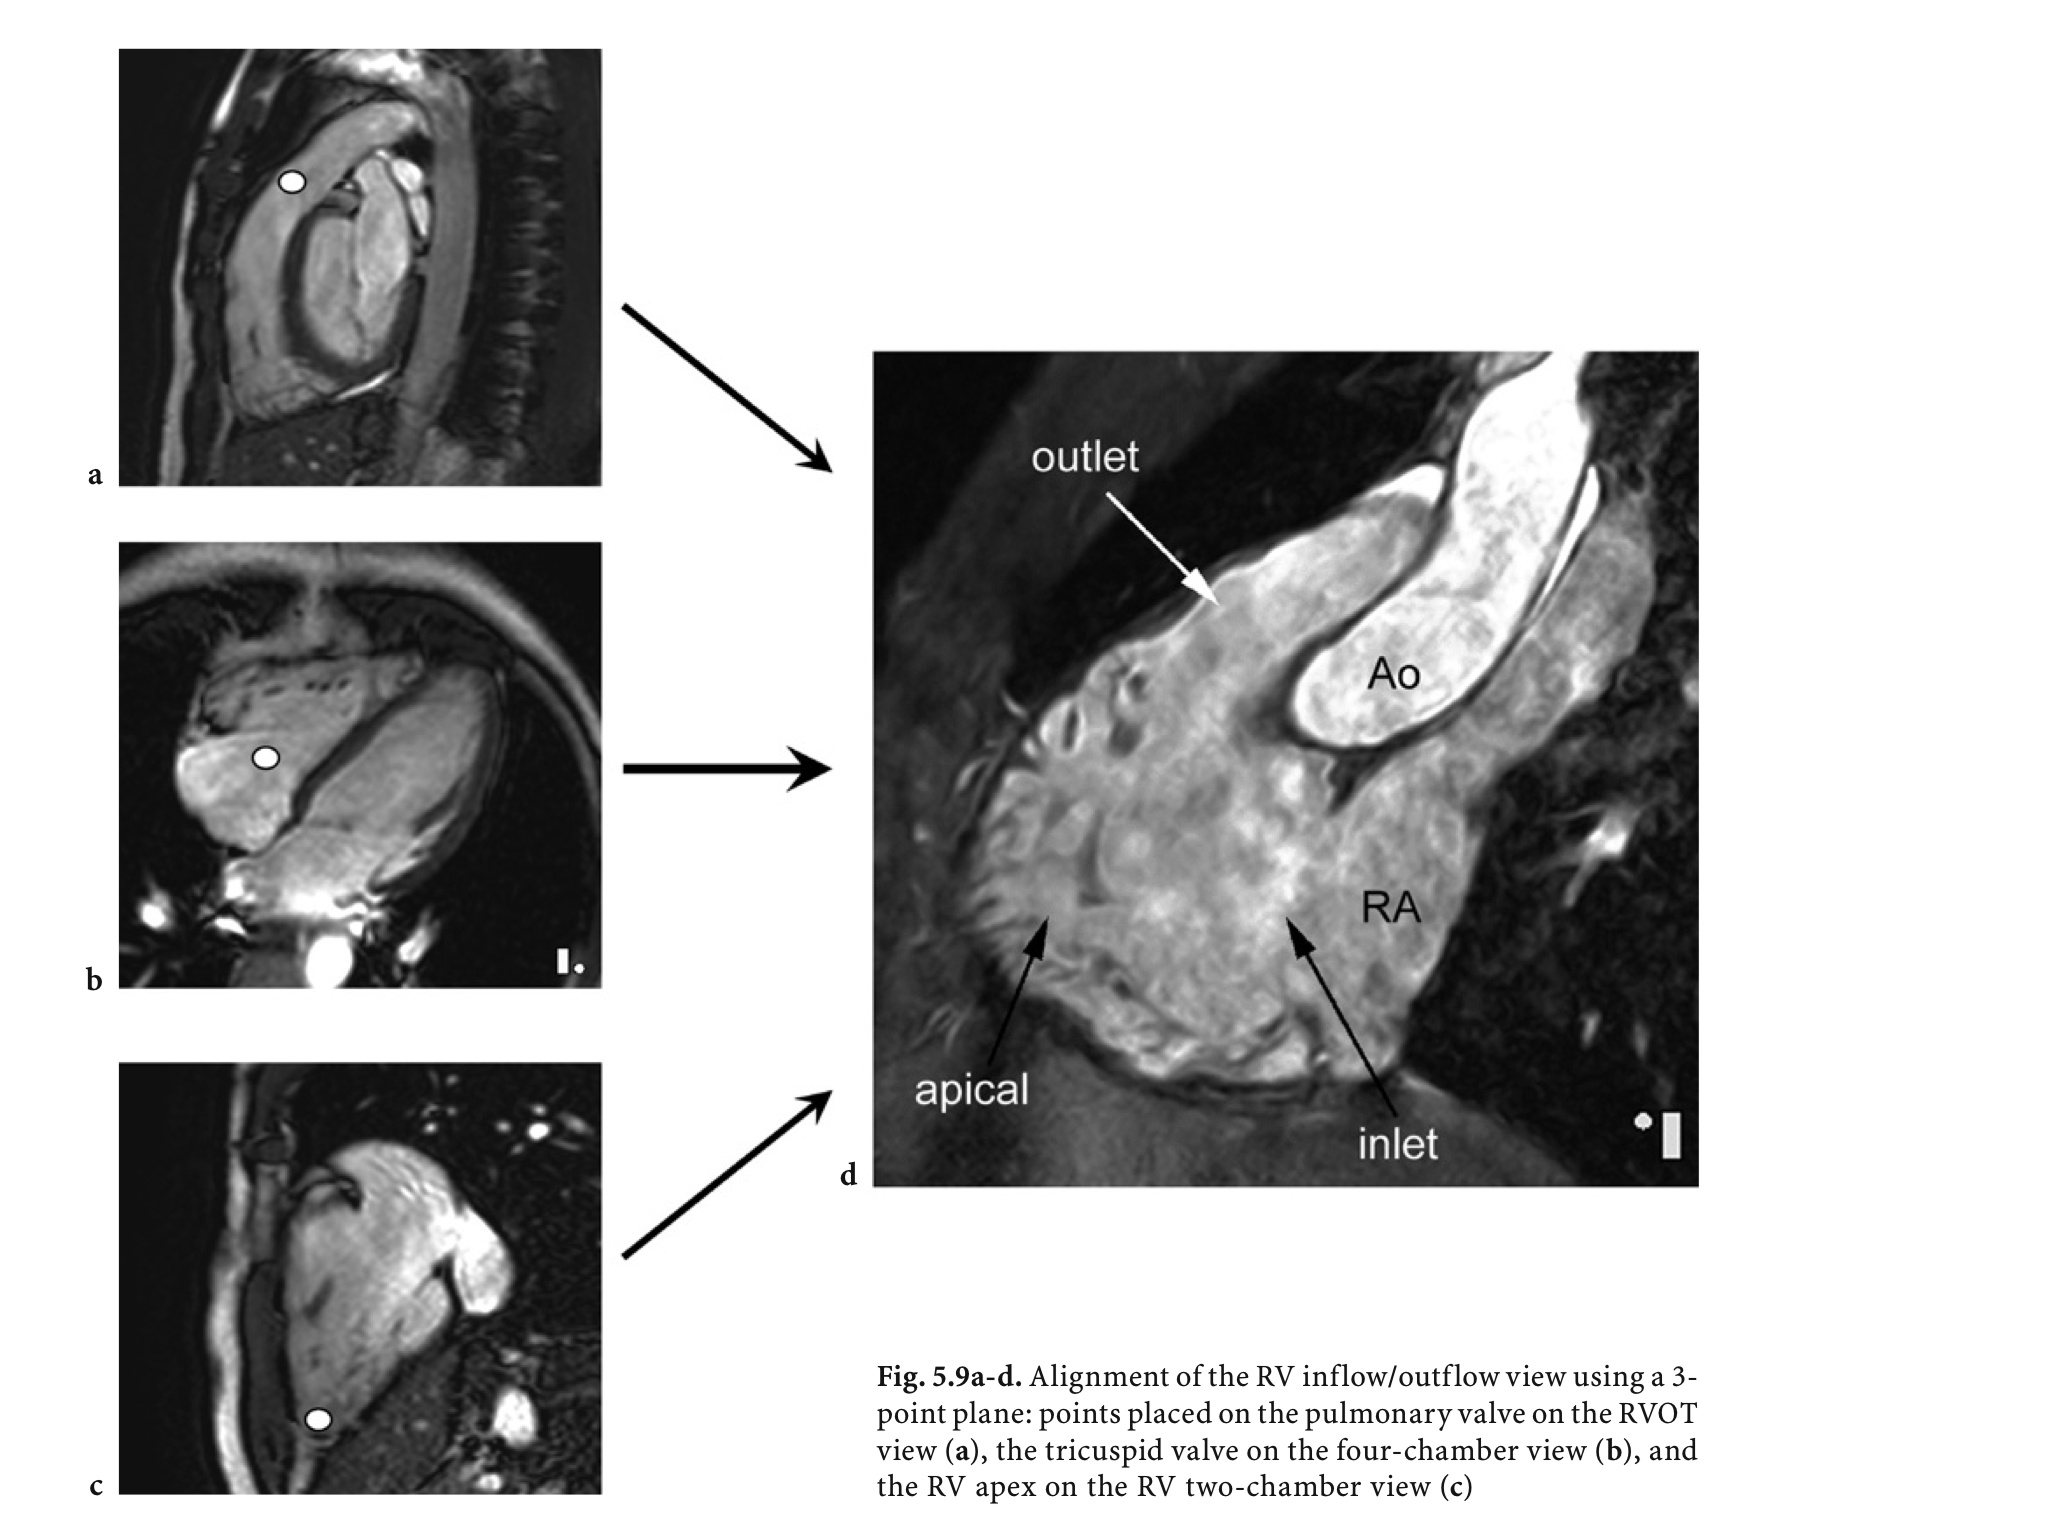 a
b
c
outlet
Ao
RA
apical
inlet
d
Fig. 5.9a-d. Alignment of the RV inflow/outflow view using a 3-
point plane: points placed on the pulmonary valve on the RVOT
view (a), the tricuspid valve on the four-chamber view (b), and
the RV apex on the RV two-chamber view (c)